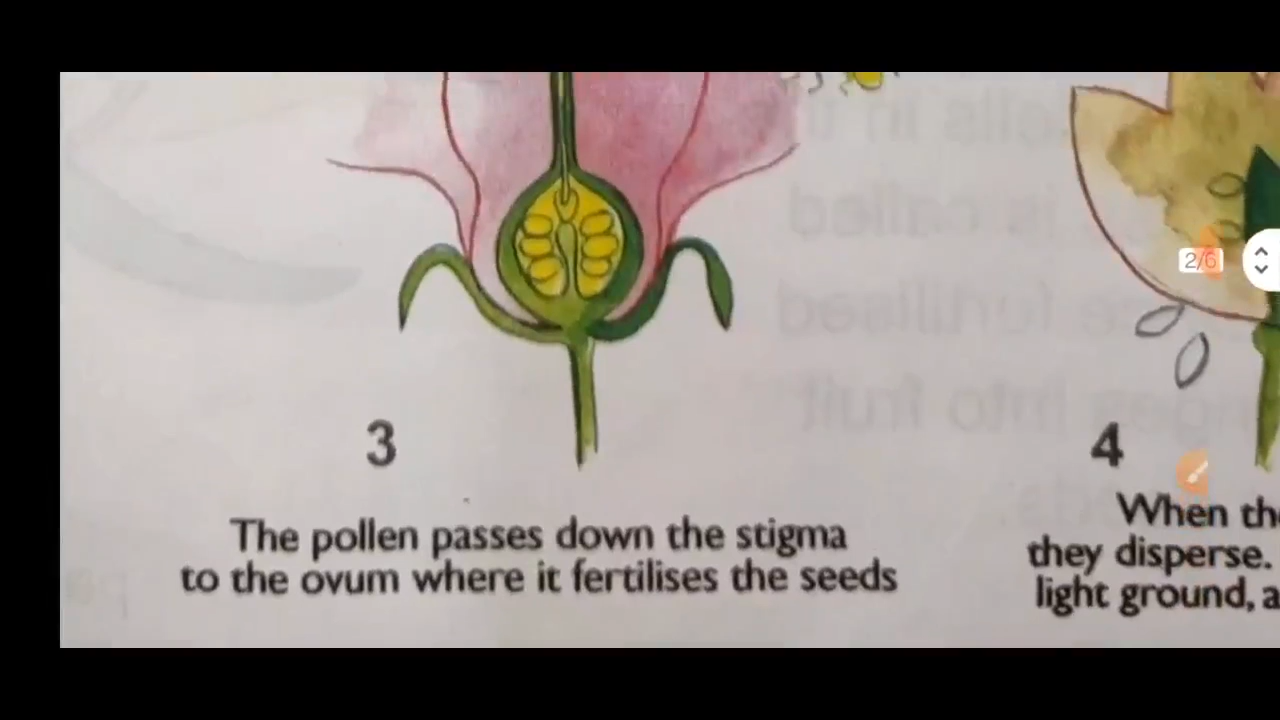 2/6
3
The pollen passes down the stigma
to the ovum where it fertilises the seeds
4
When
they disperse.
light ground,